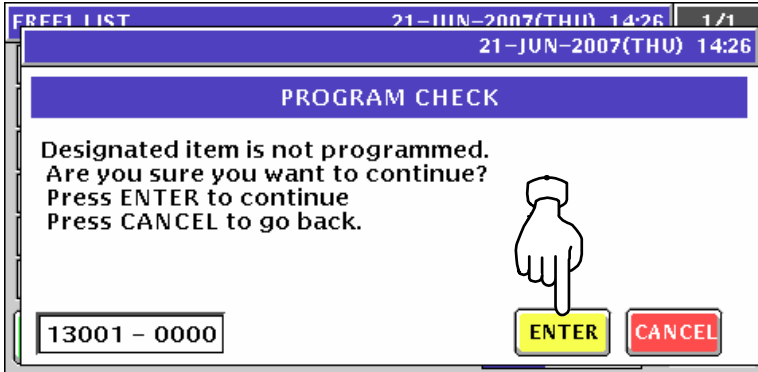 FREE1 LIST 21-JUN-2007(THU) 14:26 1/1
21-JUN-2007(THU) 14:26
PROGRAM CHECK
Designated item is not programmed.
Are you sure you want to continue?
Press ENTER to continue
Press CANCEL to go back.
13001 - 0000 ENTER CANCEL